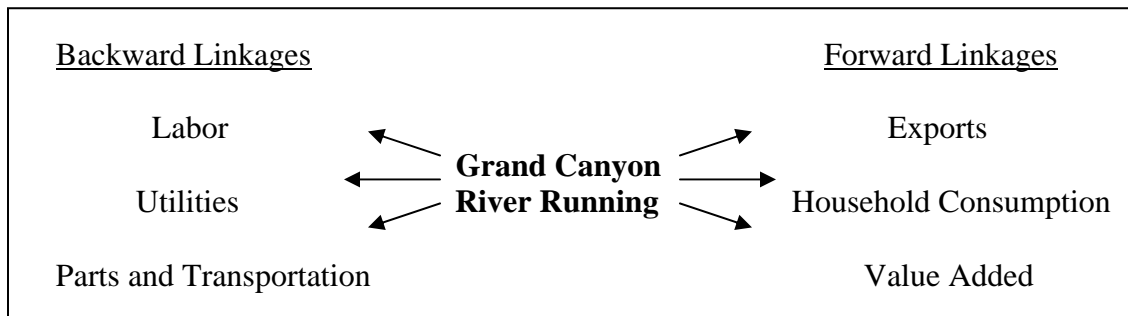 Backward Linkages
Forward Linkages
Labor
Exports
Grand Canyon
River Running
Utilities
Household Consumption
Parts and Transportation
Value Added